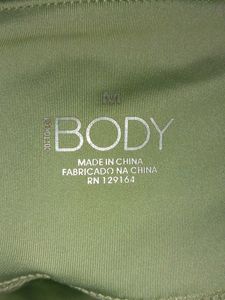 M
BODY
MADE IN CHINA
FABRICADO NA CHINA
RN 129164